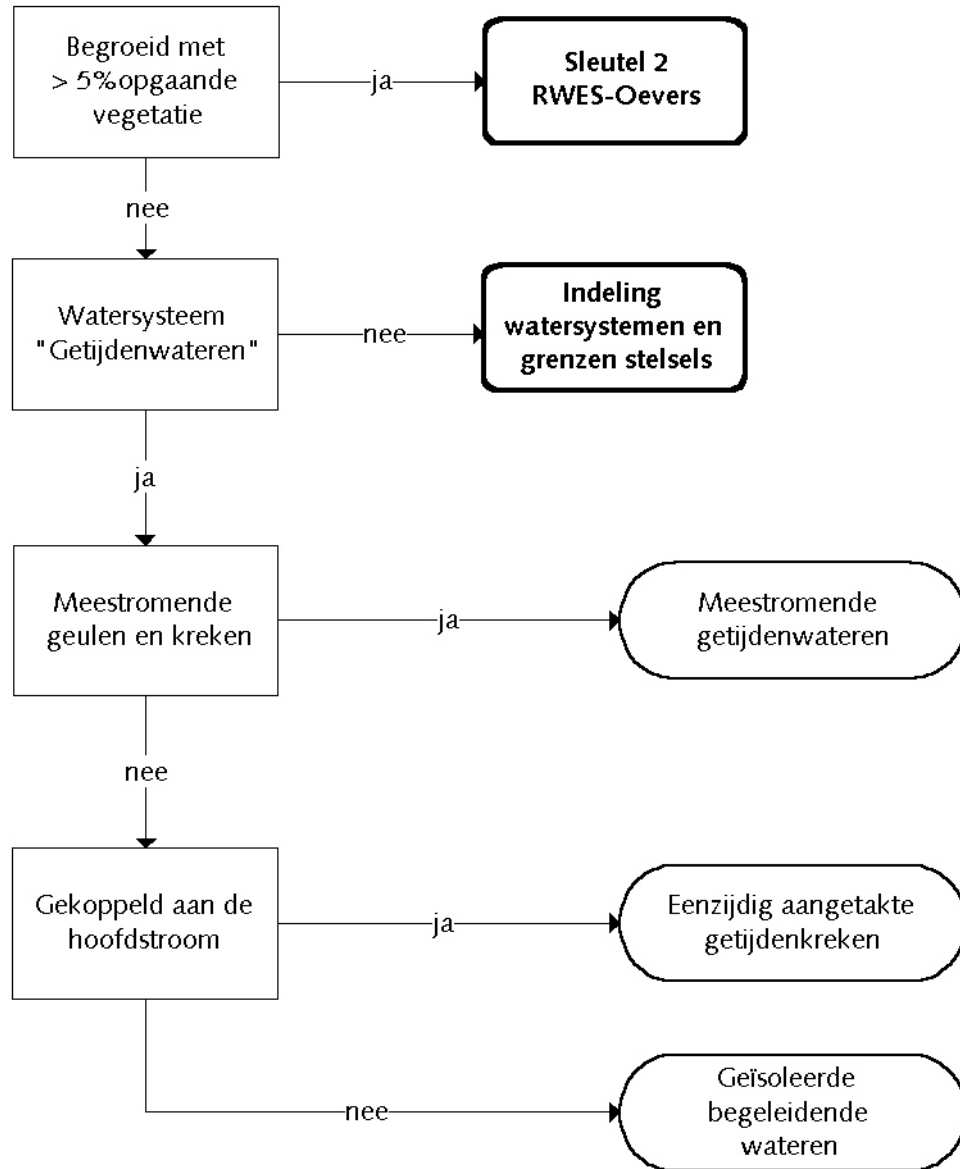 Begroeid met
> 5%opgaande
vegetatie
ja
Sleutel 2
RWES-Oevers
nee
Watersysteem
"Getijdenwateren"
nee
Indeling
watersystemen en
grenzen stelsels
ja
Meestromende
geulen en kreken
ja
Meestromende
getijdenwateren
nee
Gekoppeld aan de
hoofdstroom
ja
Eenzijdig aangetakte
getijdenkreken
nee
Geïsoleerde
begeleidende
wateren